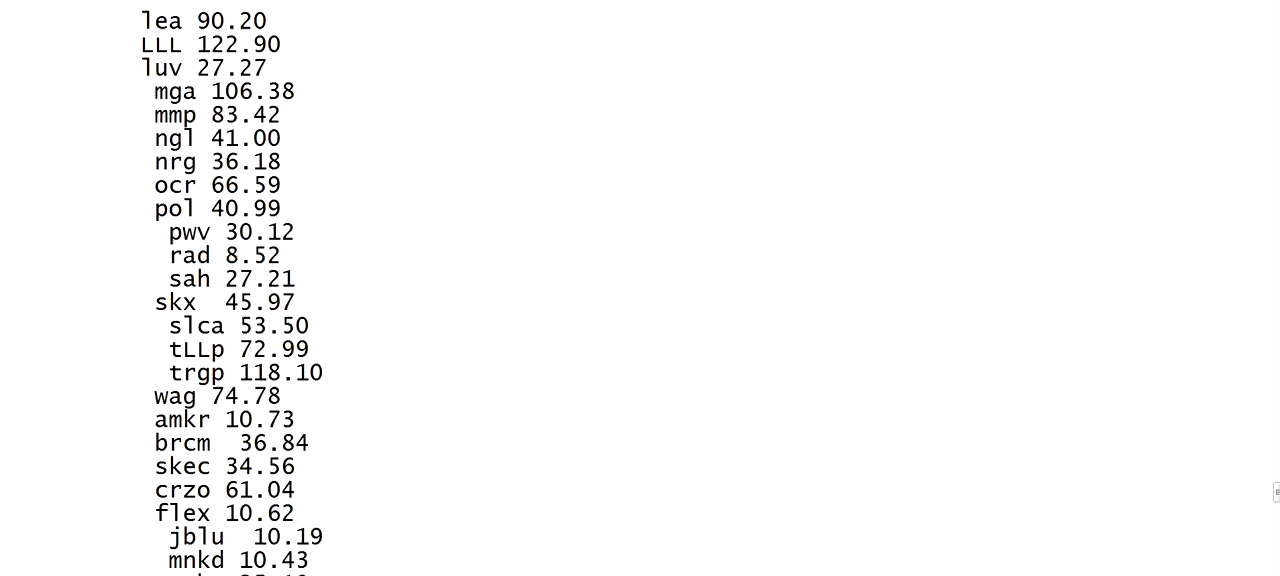 lea 90.20
LLL 122.90
luv 27.27
mga 106.38
mmp 83.42
ngl 41.00
nrg 36.18
ocr 66.59
pol 40.99
pwv 30.12
rad 8.52
sah 27.21
skx  45.97
slca 53.50
tLLp 72.99
trgp 118.10
wag 74.78
amkr 10.73
brcm  36.84
skec 34.56
crzo 61.04
flex 10.62
jblu  10.19
mnkd 10.43